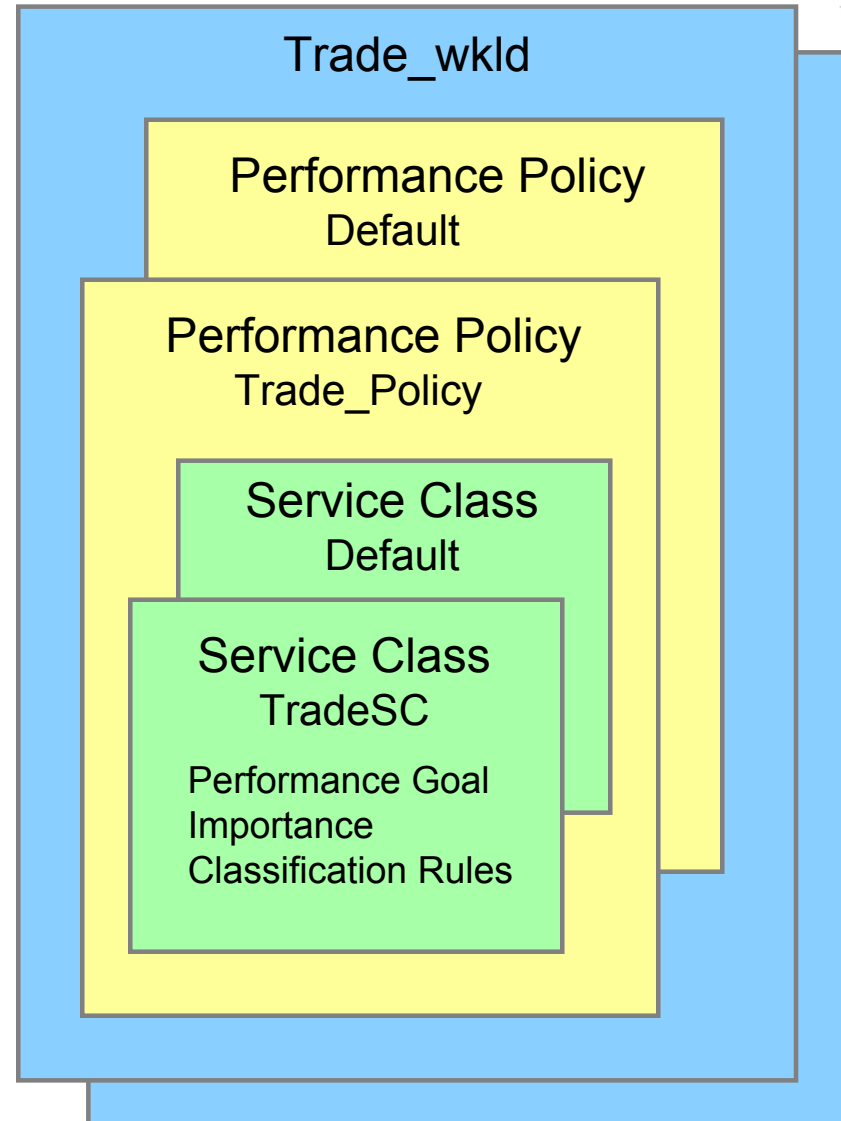 Trade_wkld
Performance Policy
Default
Performance Policy
Trade_Policy
Service Class
Default
Service Class
TradeSC
Performance Goal
Importance
Classification Rules